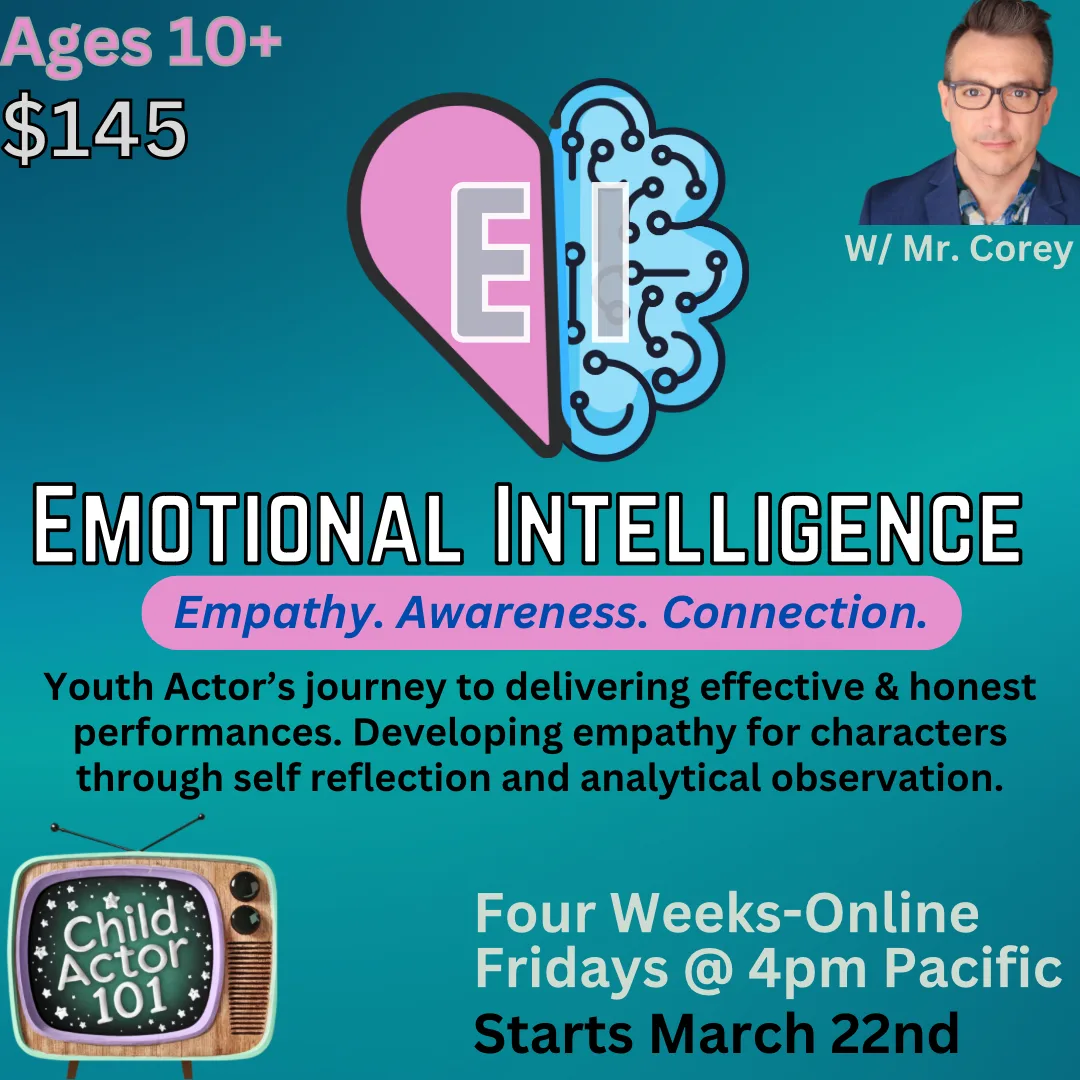 Ages 10+
$145
W/ Mr. Corey
E I
Emotional Intelligence
Empathy. Awareness. Connection.
Youth Actor's journey to delivering effective & honest
performances. Developing empathy for characters
through self reflection and analytical observation.
Child
Actor
101
Four Weeks-Online
Fridays @ 4pm Pacific
Starts March 22nd